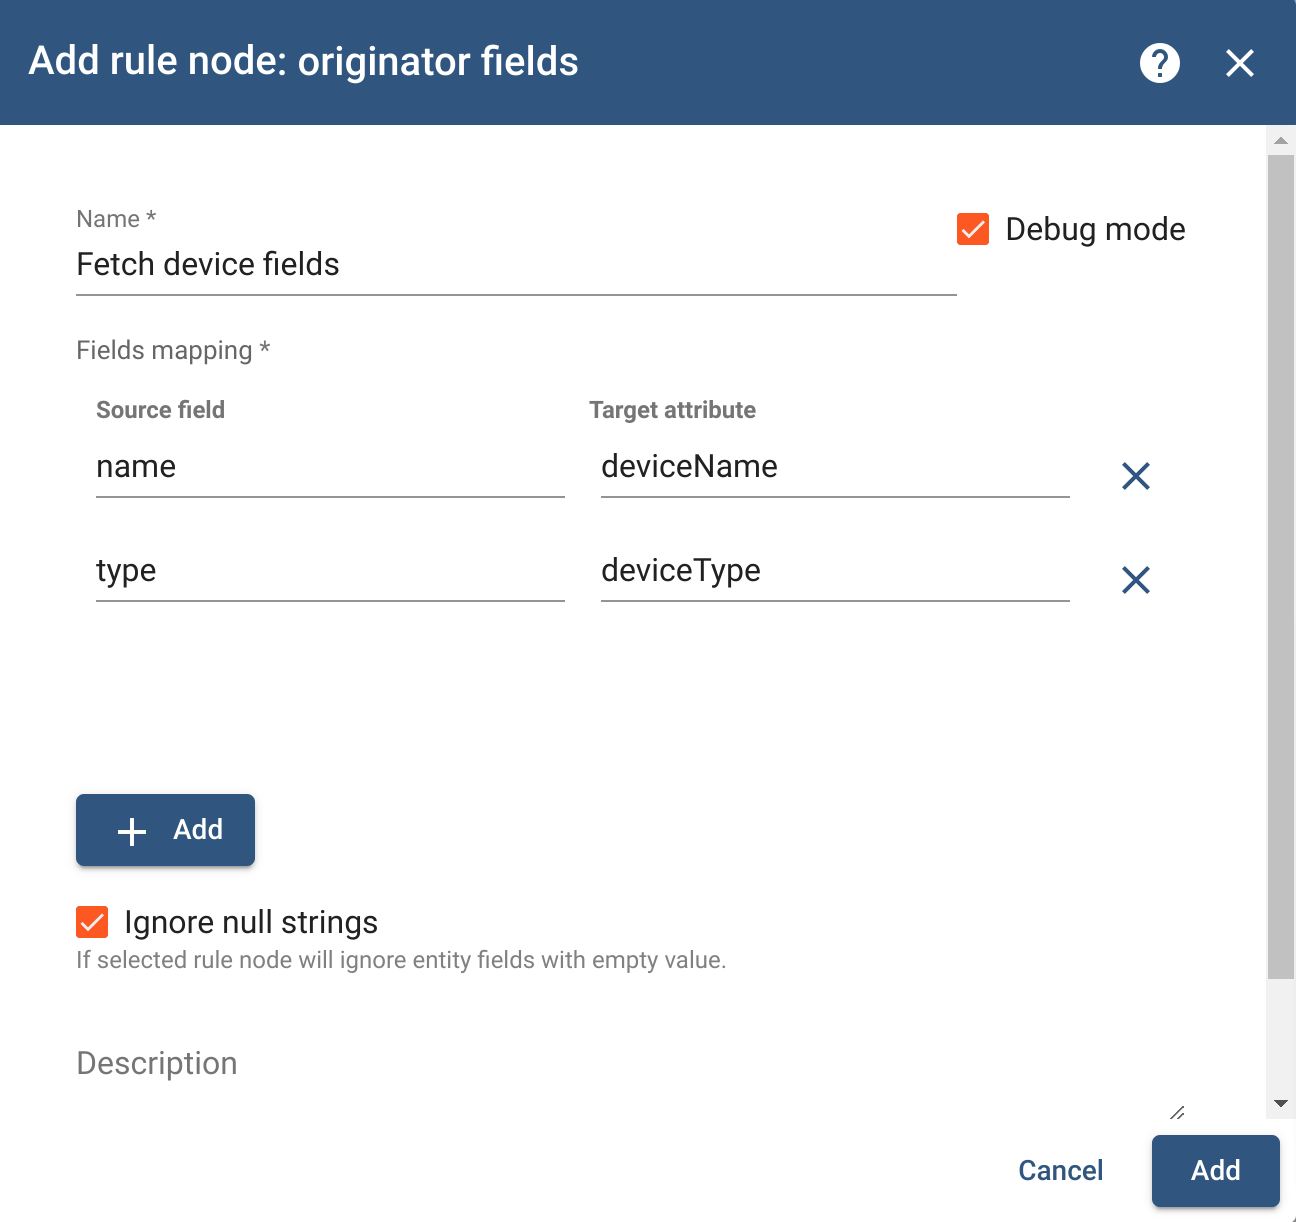 Add rule node: originator fields
?
Name *
Debug mode
Fetch device fields
Fields mapping *
Source field Target attribute
name deviceName
type deviceType
Add
Ignore null strings
If selected rule node will ignore entity fields with empty value.
Description
Cancel Add